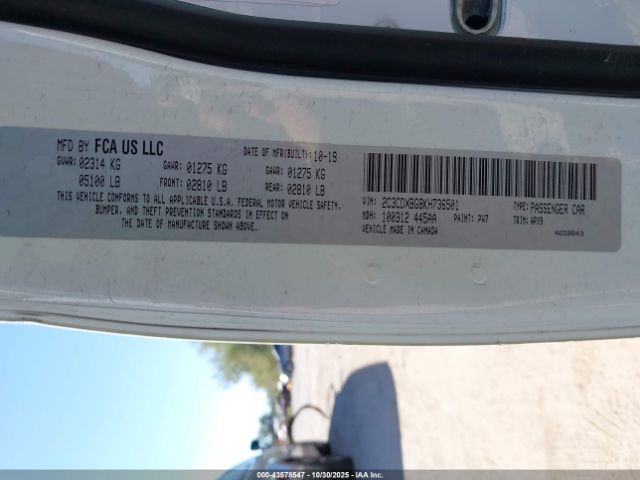 MFD BY FCA US LLC
DATE OF MFR(BUILT): 10-19
GVWR: 02314 KG
GAWR: 01275 KG
GAWR: 01275 KG
05100 LB
FRONT: 02810 LB
REAR: 02810 LB
THIS VEHICLE CONFORMS TO ALL APPLICABLE U.S.A. FEDERAL MOTOR VEHICLE SAFETY,
BUMPER, AND THEFT PREVENTION STANDARDS IN EFFECT ON
THE DATE OF MANUFACTURE SHOWN ABOVE.
VIN: 2C3CDXBG9KH736501
TYPE: PASSENGER CAR
MDH: 100312 445AA
PAINT: PW7
TRIM: APX9
VEHICLE MADE IN CANADA
4658843
000-43578547 - 10/30/2025 - IAA Inc.